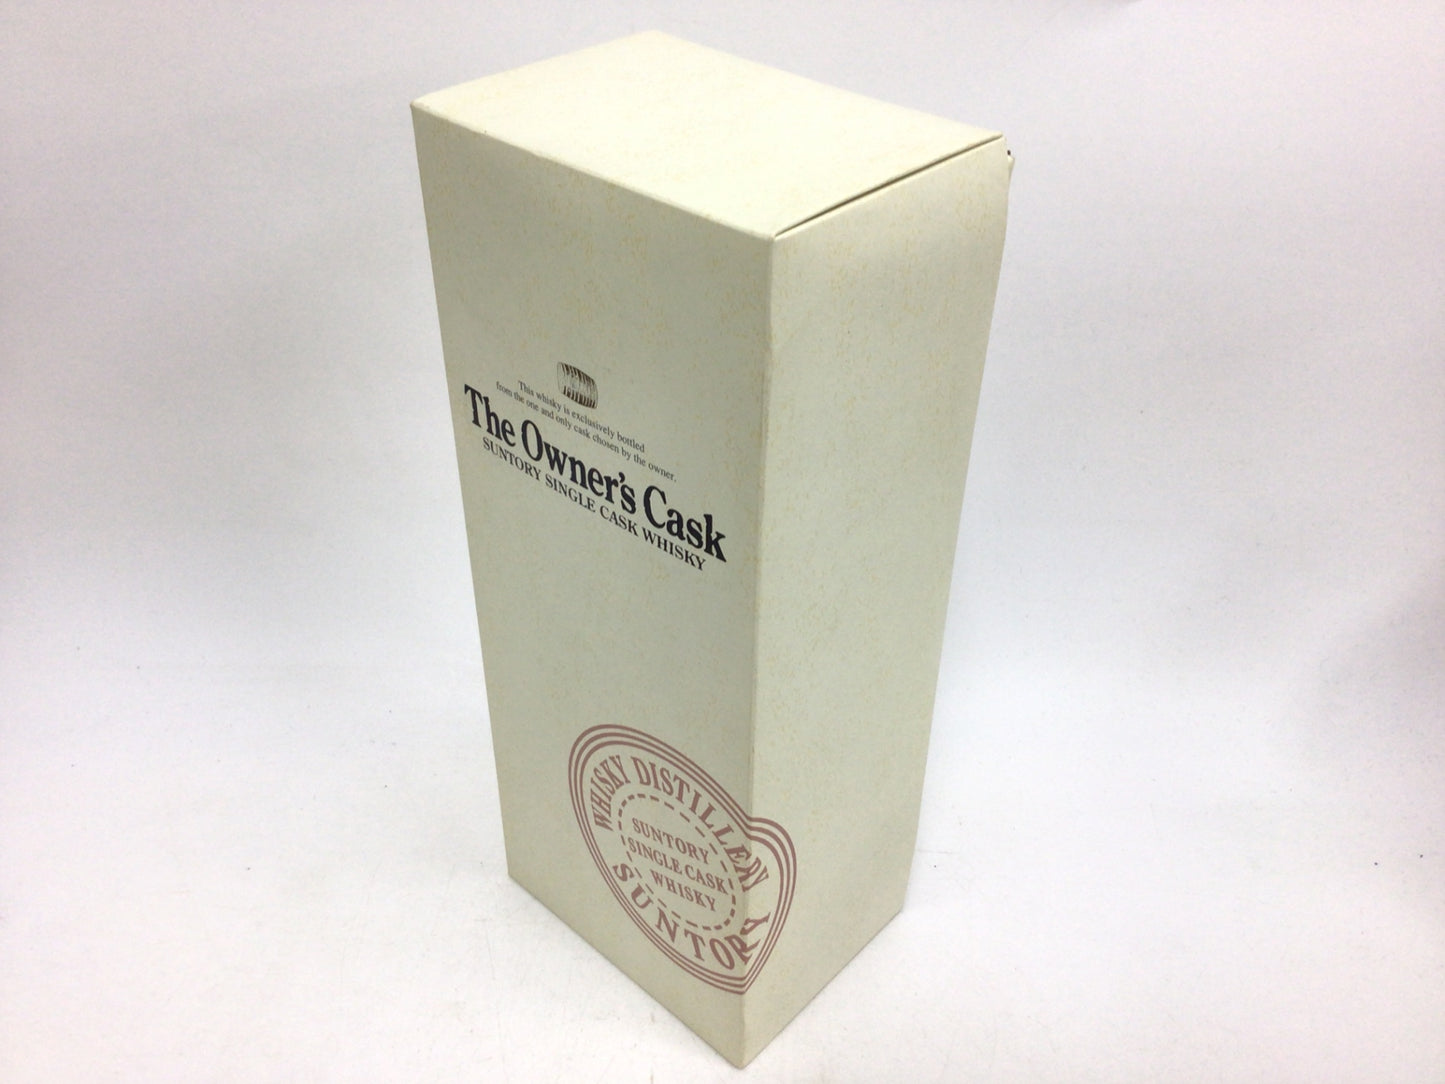 This whisky is exclusively bottled
from the one and only cask chosen by the owner.
The Owner's Cask
SUNTORY SINGLE CASK WHISKY
WHISKY DISTILLERY
SUNTORY
SINGLE CASK
WHISKY
SUNTORY